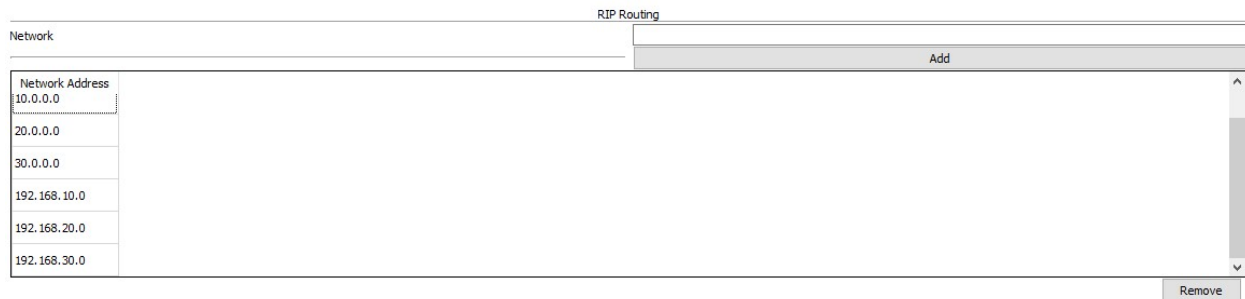 RIP Routing
Network
Add
Network Address
10.0.0.0
20.0.0.0
30.0.0.0
192.168.10.0
192.168.20.0
192.168.30.0
Remove